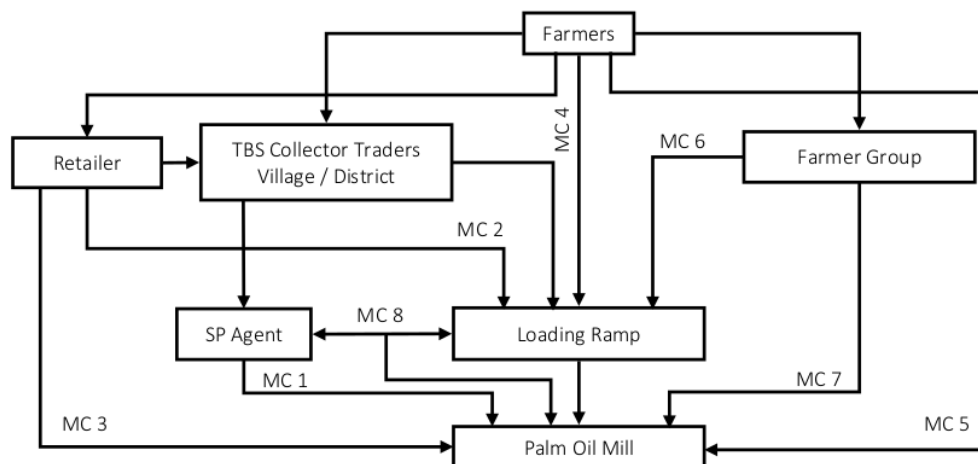 Farmers
MC 4
Retailer
TBS Collector Traders
Village / District
MC 6
Farmer Group
MC 2
SP Agent
MC 8
Loading Ramp
MC 1
MC 7
MC 3
Palm Oil Mill
MC 5